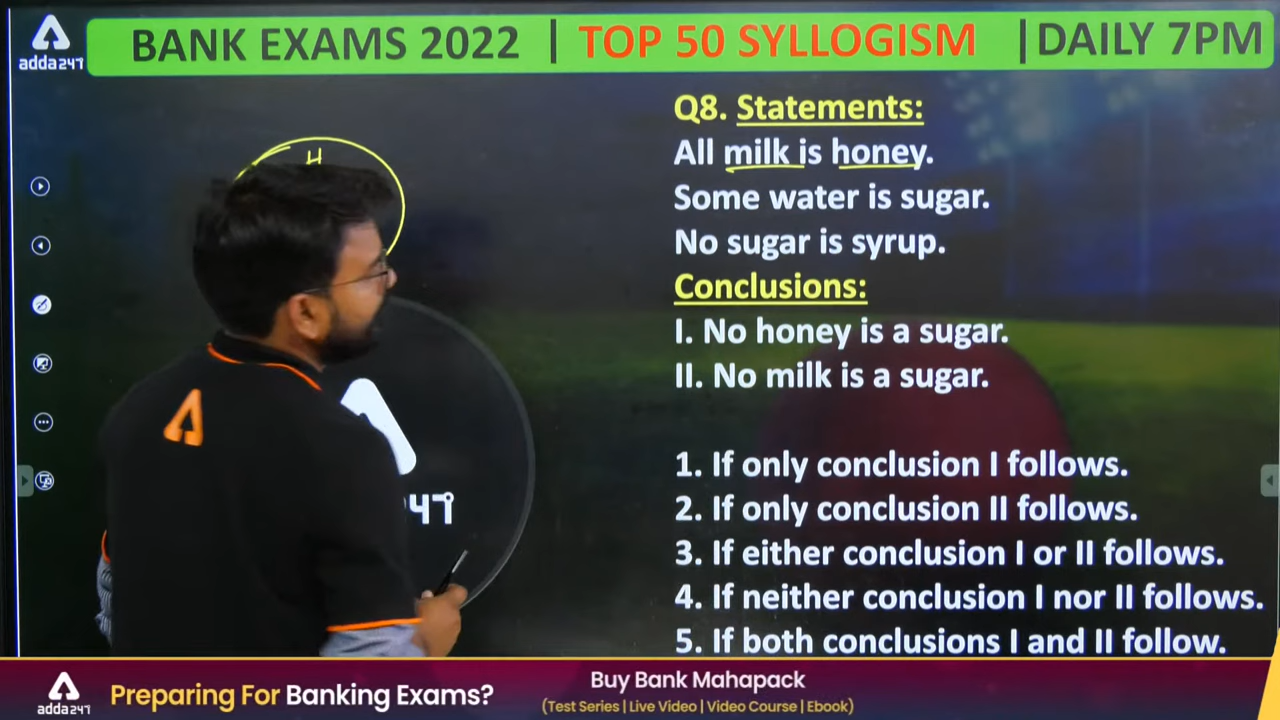 adda247
BANK EXAMS 2022 | TOP 50 SYLLOGISM | DAILY 7PM
H
Q8. Statements:
All milk is honey.
Some water is sugar.
No sugar is syrup.
Conclusions:
I. No honey is a sugar.
II. No milk is a sugar.
1. If only conclusion I follows.
2. If only conclusion II follows.
3. If either conclusion I or II follows.
4. If neither conclusion I nor II follows.
5. If both conclusions I and II follow.
247
adda247
Preparing For Banking Exams?
Buy Bank Mahapack
(Test Series | Live Video | Video Course | Ebook)